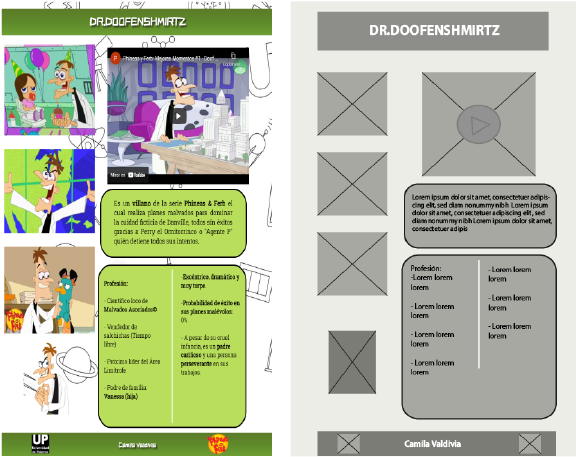 DR.DOOFENSHMIRTZ
Phineas y Ferb: Mejores Momentos #1 - Doof...
Mirar en YouTube
Es un villano de la serie Phineas & Ferb el
cual realiza planes malvados para dominar
la cuidad ficticia de Danville, todos sin éxitos
gracias a Perry el Ornitorrinco o "Agente P"
quién detiene todos sus intentos.
Profesión:
- Científico loco de
Malvados Asociados©
- Vendedor de
salchichas (Tiempo
libre)
- Próximo líder del Área
Limítrofe
- Padre de familia:
Vanessa (hija)
-Excéntrico, dramático y
muy torpe.
-Probabilidad de éxito en
sus planes malévolos:
0%
- A pesar de su cruel
infancia, es un padre
cariñoso y una persona
perseverante en sus
trabajos.
UP
Camila Valdivia
DR.DOOFENSHMIRTZ
Lorem ipsum dolor sit amet, consectetuer adipis-
cing elit, sed diam nonummy nibh Lorem ipsum
dolor sit amet, consectetuer adipiscing elit, sed
diam nonummy nibh Lorem ipsum dolor sit amet,
consectetuer adipis
Profesión:
-Lorem lorem
lorem
- Lorem lorem
lorem
- Lorem lorem
lorem
- Lorem lorem
lorem
- Lorem lorem
lorem
- Lorem lorem
lorem
- Lorem lorem
lorem
Camila Valdivia